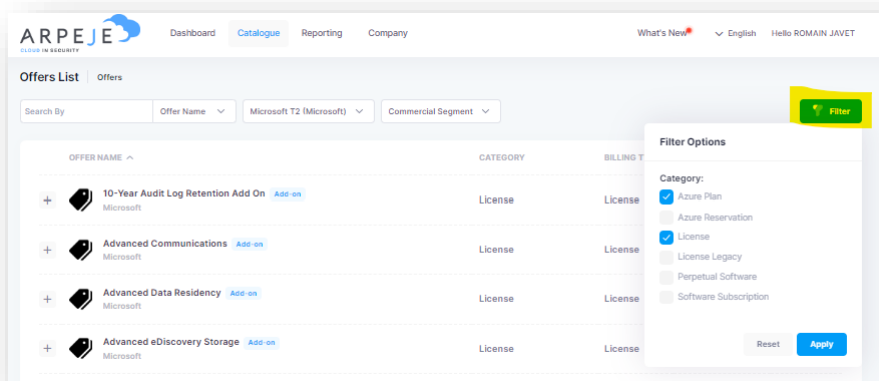 ARPEJE
CLOUD IN SECURITY
Dashboard Catalogue Reporting Company What's New English Hello ROMAIN JAVET
Offers List Offers
Search By Offer Name Microsoft T2 (Microsoft) Commercial Segment Filter
Filter Options
OFFER NAME CATEGORY BILLING T
Category:
10-Year Audit Log Retention Add On Add-on License License Azure Plan
Microsoft
Azure Reservation
Advanced Communications Add-on License License License
Microsoft
License Legacy
Perpetual Software
Advanced Data Residency Add-on License License Software Subscription
Microsoft
Advanced eDiscovery Storage Add-on License License Reset Apply
Microsoft